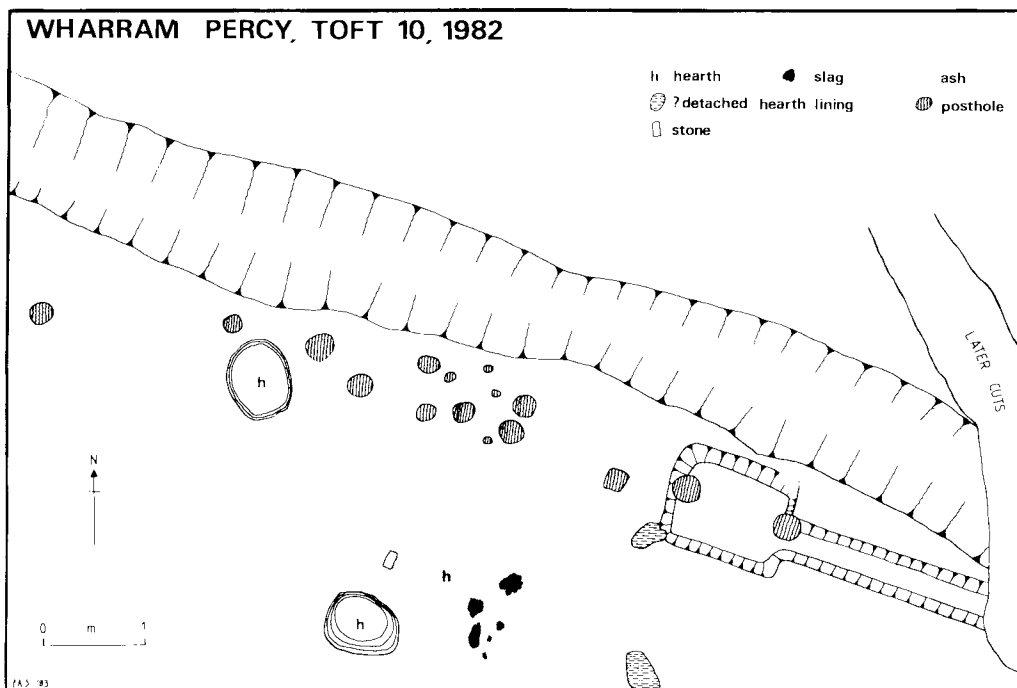 WHARRAM PERCY, TOFT 10, 1982
h hearth slag ash
?detached hearth lining posthole
stone
LATER CUTS
h
N
h
h
0 m 1